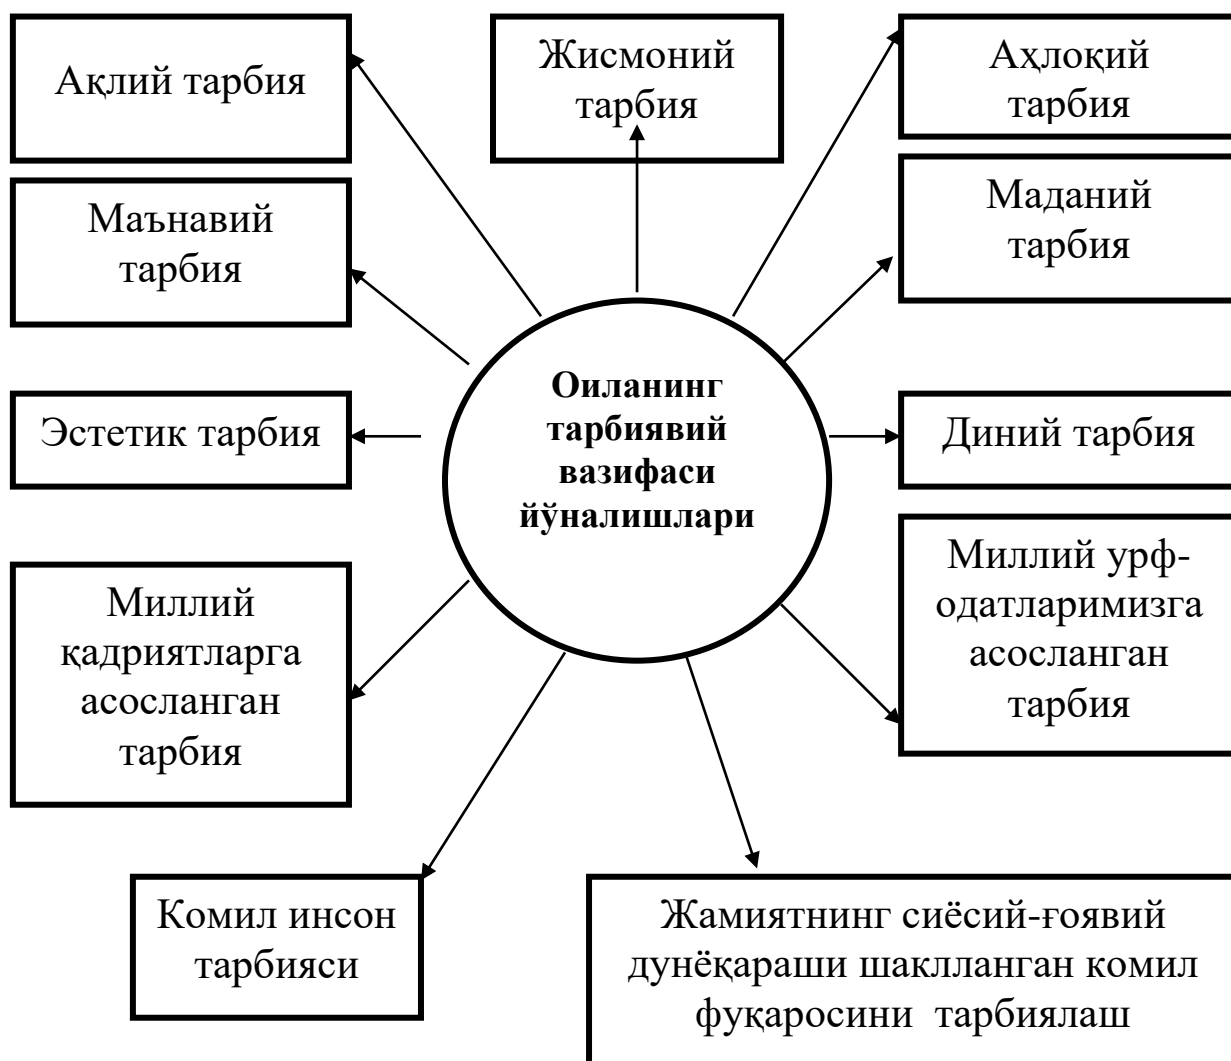 Ақлий тарбия
Жисмоний
тарбия
Аҳлоқий
тарбия
Маънавий
тарбия
Маданий
тарбия
Оиланинг
тарбиявий
вазифаси
йўналишлари
Эстетик тарбия
Диний тарбия
Миллий
қадриятларга
асосланган
тарбия
Миллий урф-
одатларимизга
асосланган
тарбия
Комил инсон
тарбияси
Жамиятнинг сиёсий-ғоявий
дунёқараши шаклланган комил
фуқаросини тарбиялаш